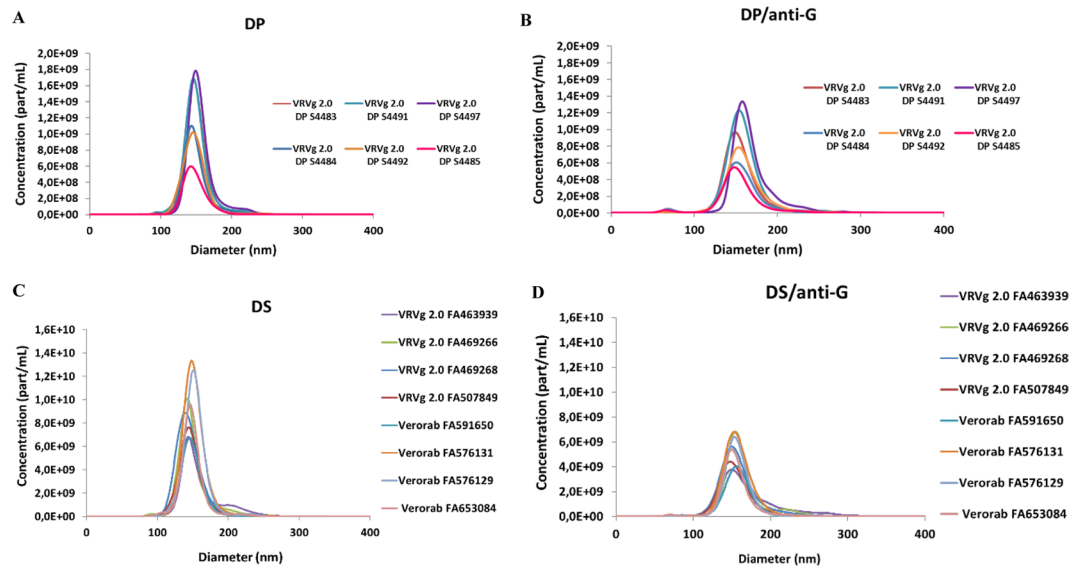 A
DP
Concentration (part/mL)
2,0E+09
1,8E+09
1,6E+09
1,4E+09
1,2E+09
1,0E+09
8,0E+08
6,0E+08
4,0E+08
2,0E+08
0,0E+00
0
100
200
300
400
Diameter (nm)
VRVg 2.0 DP S4483
VRVg 2.0 DP S4491
VRVg 2.0 DP S4497
VRVg 2.0 DP S4484
VRVg 2.0 DP S4492
VRVg 2.0 DP S4485
B
DP/anti-G
Concentration (part/mL)
2,0E+09
1,8E+09
1,6E+09
1,4E+09
1,2E+09
1,0E+09
8,0E+08
6,0E+08
4,0E+08
2,0E+08
0,0E+00
0
100
200
300
400
Diameter (nm)
VRVg 2.0 DP S4483
VRVg 2.0 DP S4491
VRVg 2.0 DP S4497
VRVg 2.0 DP S4484
VRVg 2.0 DP S4492
VRVg 2.0 DP S4485
C
DS
Concentration (part/mL)
1,6E+10
1,4E+10
1,2E+10
1,0E+10
8,0E+09
6,0E+09
4,0E+09
2,0E+09
0,0E+00
0
100
200
300
400
Diameter (nm)
VRVg 2.0 FA463939
VRVg 2.0 FA469266
VRVg 2.0 FA469268
VRVg 2.0 FA507849
Verorab FA591650
Verorab FA576131
Verorab FA576129
Verorab FA653084
D
DS/anti-G
Concentration (part/mL)
1,6E+10
1,4E+10
1,2E+10
1,0E+10
8,0E+09
6,0E+09
4,0E+09
2,0E+09
0,0E+00
0
100
200
300
400
Diameter (nm)
VRVg 2.0 FA463939
VRVg 2.0 FA469266
VRVg 2.0 FA469268
VRVg 2.0 FA507849
Verorab FA591650
Verorab FA576131
Verorab FA576129
Verorab FA653084